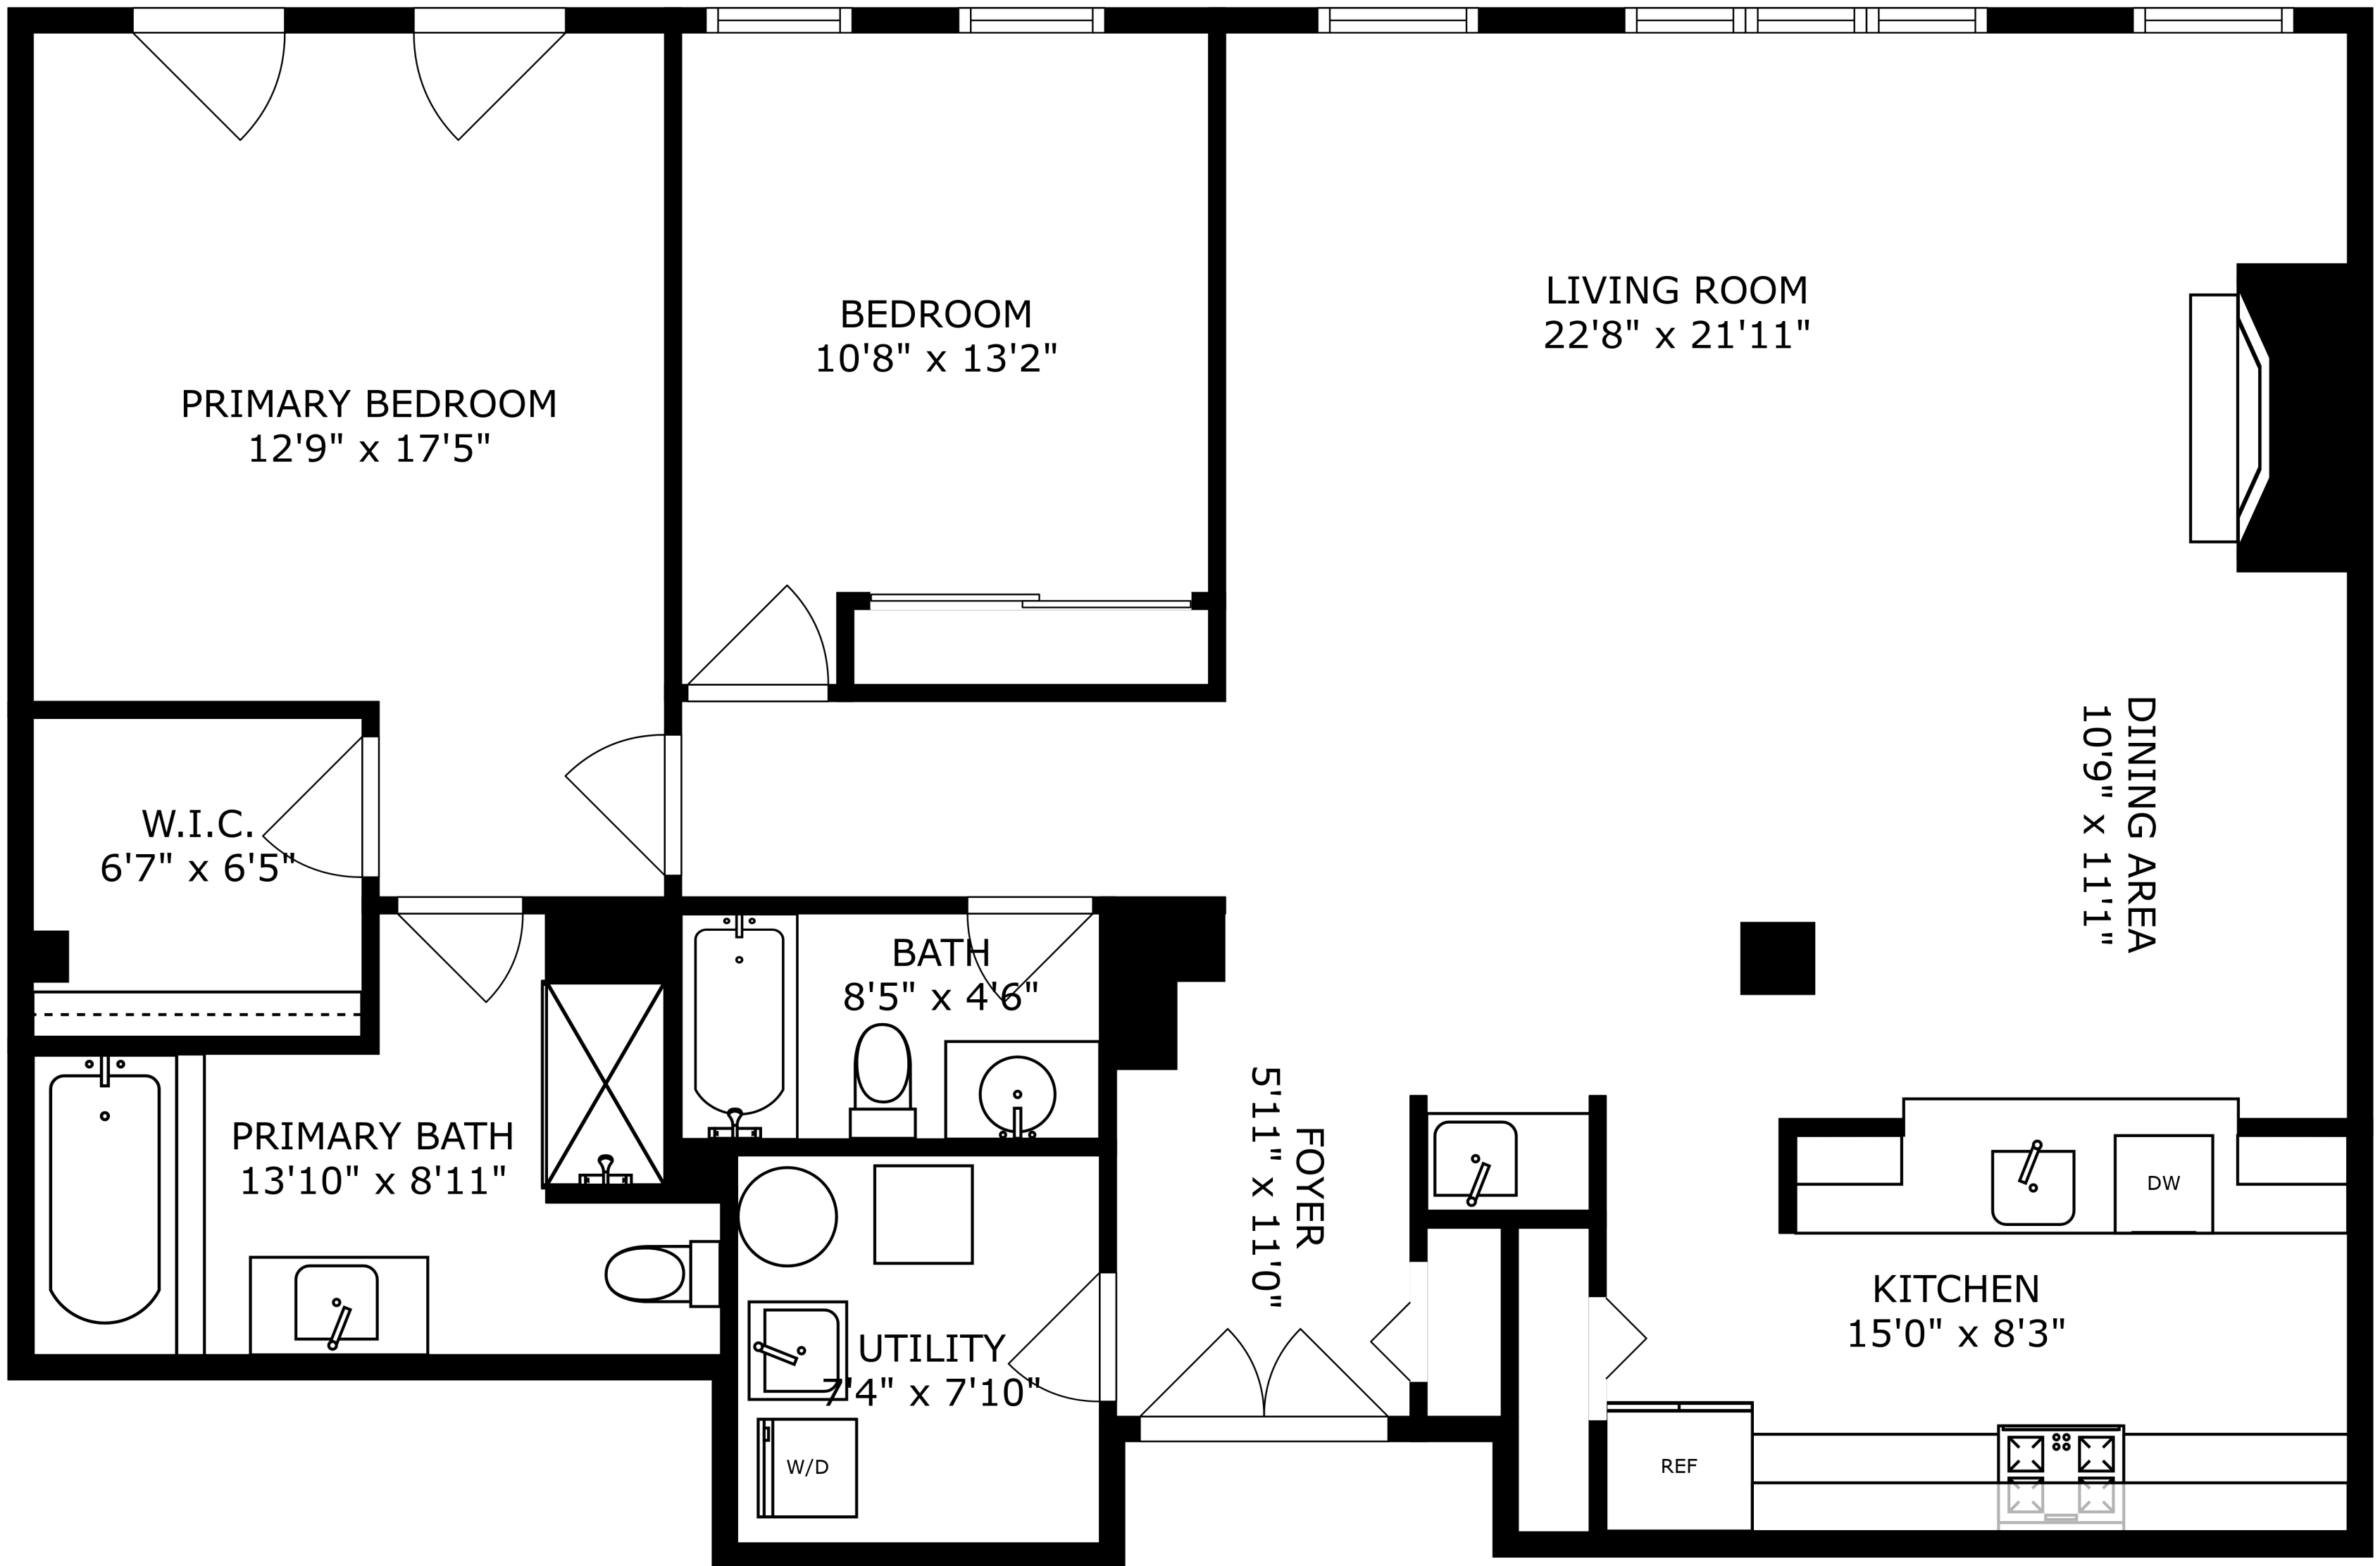 LIVING ROOM
22'8" x 21'11"
BEDROOM
10'8" x 13'2"
PRIMARY BEDROOM
12'9" x 17'5"
DINING AREA
10'9" x 11'1"
W.I.C.
6'7" x 6'5"
BATH
8'5" x 4'6"
PRIMARY BATH
13'10" x 8'11"
FOYER
5'11" x 11'0"
DW
KITCHEN
15'0" x 8'3"
UTILITY
7'4" x 7'10"
W/D
REF